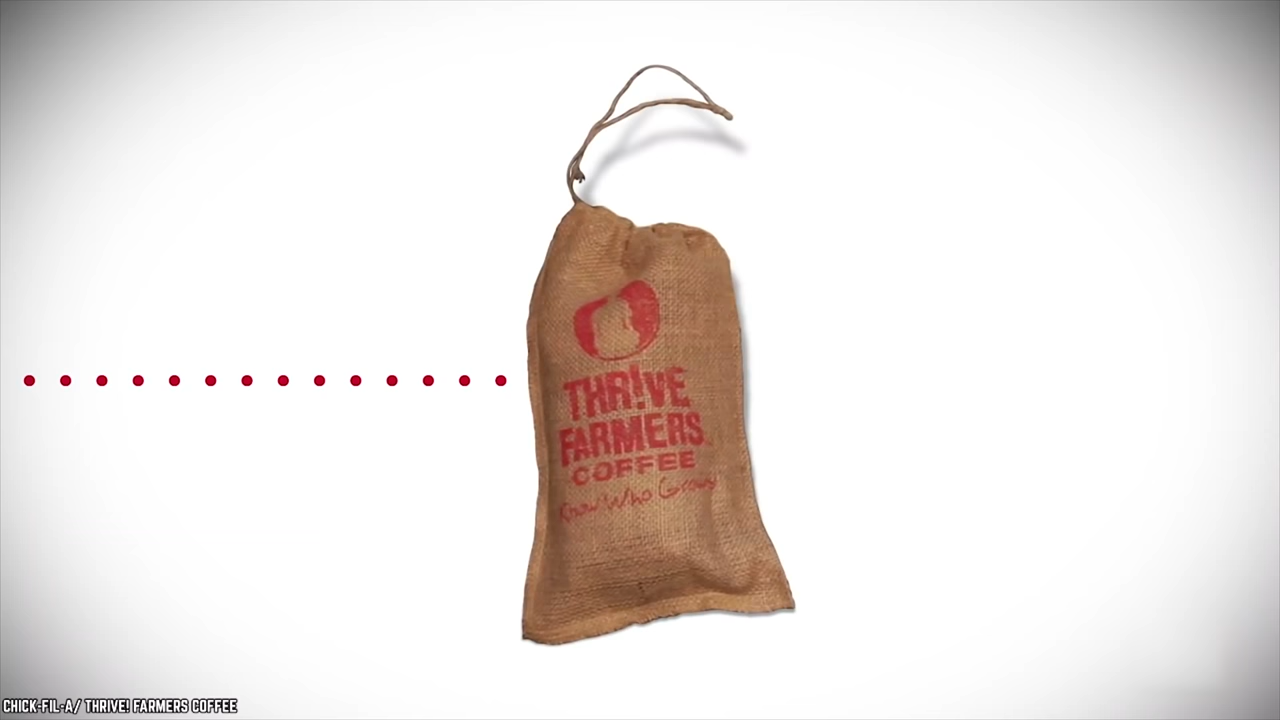 THR!VE
FARMERS
COFFEE
Know Who Grows
CHICK-FIL-A/ THRIVE! FARMERS COFFEE